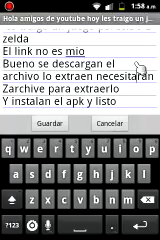 1:58 a.m.
Hola amigos de youtube hoy les traigo un j...
zelda
El link no es mio
Bueno se descargan el
archivo lo extraen necesitaran
Zarchive para extraerlo
Y instalan el apk y listo
Guardar Cancelar
q w e r t y u i o p
a s d f g h j k l
z x c v b n m
?123 , .